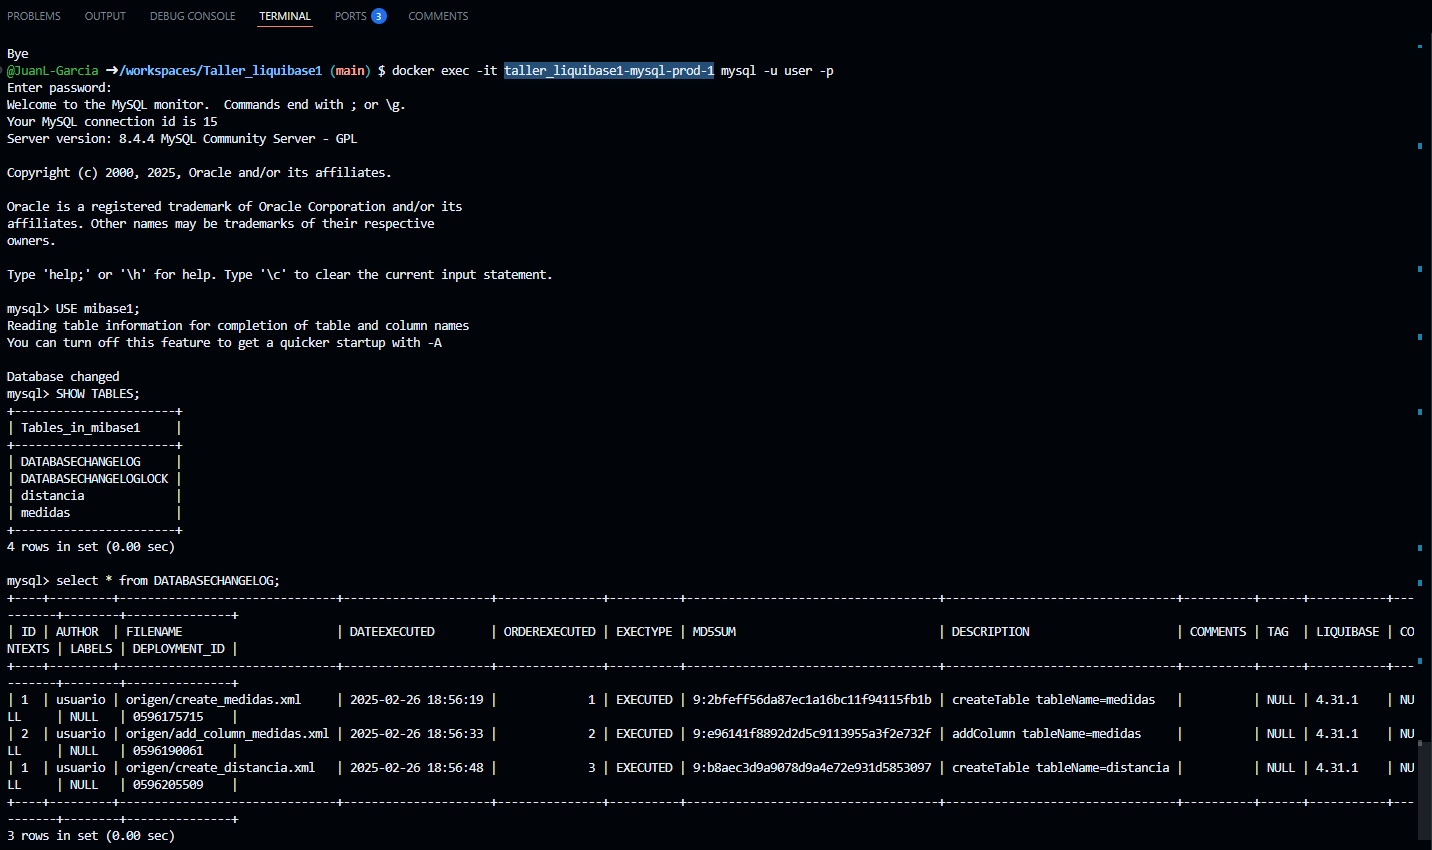 PROBLEMS OUTPUT DEBUG CONSOLE TERMINAL PORTS 3 COMMENTS
Bye
@JuanL-Garcia ➜/workspaces/Taller_liquibase1 (main) $ docker exec -it taller_liquibase1-mysql-prod-1 mysql -u user -p
Enter password:
Welcome to the MySQL monitor.  Commands end with ; or \g.
Your MySQL connection id is 15
Server version: 8.4.4 MySQL Community Server - GPL
Copyright (c) 2000, 2025, Oracle and/or its affiliates.
Oracle is a registered trademark of Oracle Corporation and/or its
affiliates. Other names may be trademarks of their respective
owners.
Type 'help;' or '\h' for help. Type '\c' to clear the current input statement.
mysql> USE mibase1;
Reading table information for completion of table and column names
You can turn off this feature to get a quicker startup with -A
Database changed
mysql> SHOW TABLES;
+-----------------------+
| Tables_in_mibase1     |
+-----------------------+
| DATABASECHANGELOG     |
| DATABASECHANGELOGLOCK |
| distancia             |
| medidas               |
+-----------------------+
4 rows in set (0.00 sec)
mysql> select * from DATABASECHANGELOG;
+----+---------+-------------------------------+---------------------+---------------+----------+------------------------------------+---------------------------------+----------+------+-----------+---
-------+--------+---------------+
| ID | AUTHOR  | FILENAME                      | DATEEXECUTED        | ORDEREXECUTED | EXECTYPE | MD5SUM                             | DESCRIPTION                     | COMMENTS | TAG  | LIQUIBASE | CO
NTEXTS | LABELS | DEPLOYMENT_ID |
+----+---------+-------------------------------+---------------------+---------------+----------+------------------------------------+---------------------------------+----------+------+-----------+---
-------+--------+---------------+
| 1  | usuario | origen/create_medidas.xml     | 2025-02-26 18:56:19 |             1 | EXECUTED | 9:2bfeff56da87ec1a16bc11f94115fb1b | createTable tableName=medidas   |          | NULL | 4.31.1    | NU
LL     | NULL   | 0596175715    |
| 2  | usuario | origen/add_column_medidas.xml | 2025-02-26 18:56:33 |             2 | EXECUTED | 9:e96141f8892d2d5c9113955a3f2e732f | addColumn tableName=medidas     |          | NULL | 4.31.1    | NU
LL     | NULL   | 0596190061    |
| 1  | usuario | origen/create_distancia.xml   | 2025-02-26 18:56:48 |             3 | EXECUTED | 9:b8aec3d9a9078d9a4e72e931d5853097 | createTable tableName=distancia |          | NULL | 4.31.1    | NU
LL     | NULL   | 0596205509    |
+----+---------+-------------------------------+---------------------+---------------+----------+------------------------------------+---------------------------------+----------+------+-----------+---
-------+--------+---------------+
3 rows in set (0.00 sec)